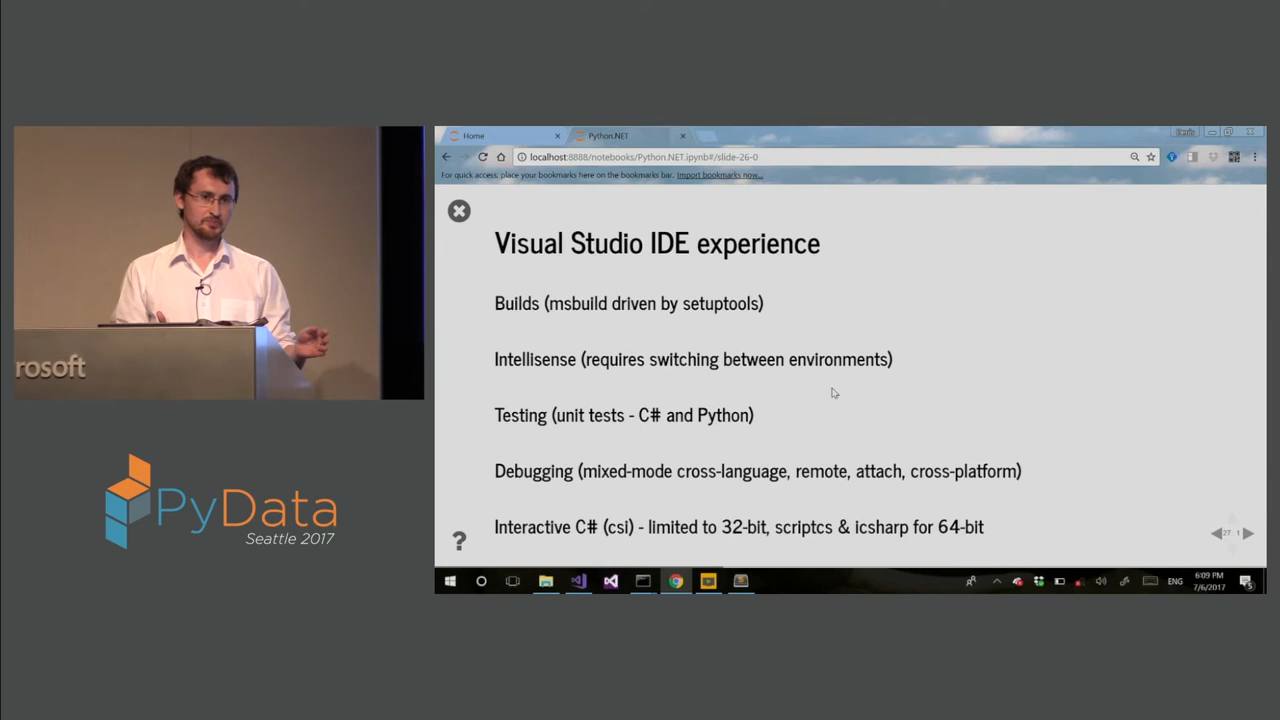 rosoft
PyData
Seattle 2017
Home
Python.NET
Denis
localhost:8888/notebooks/Python.NET.ipynb#/slide-26-0
For quick access, place your bookmarks here on the bookmarks bar. Import bookmarks now...
Visual Studio IDE experience
Builds (msbuild driven by setuptools)
Intellisense (requires switching between environments)
Testing (unit tests - C# and Python)
Debugging (mixed-mode cross-language, remote, attach, cross-platform)
Interactive C# (csi) - limited to 32-bit, scriptcs & icsharp for 64-bit
?
27
1
ENG
6:09 PM
7/6/2017
5